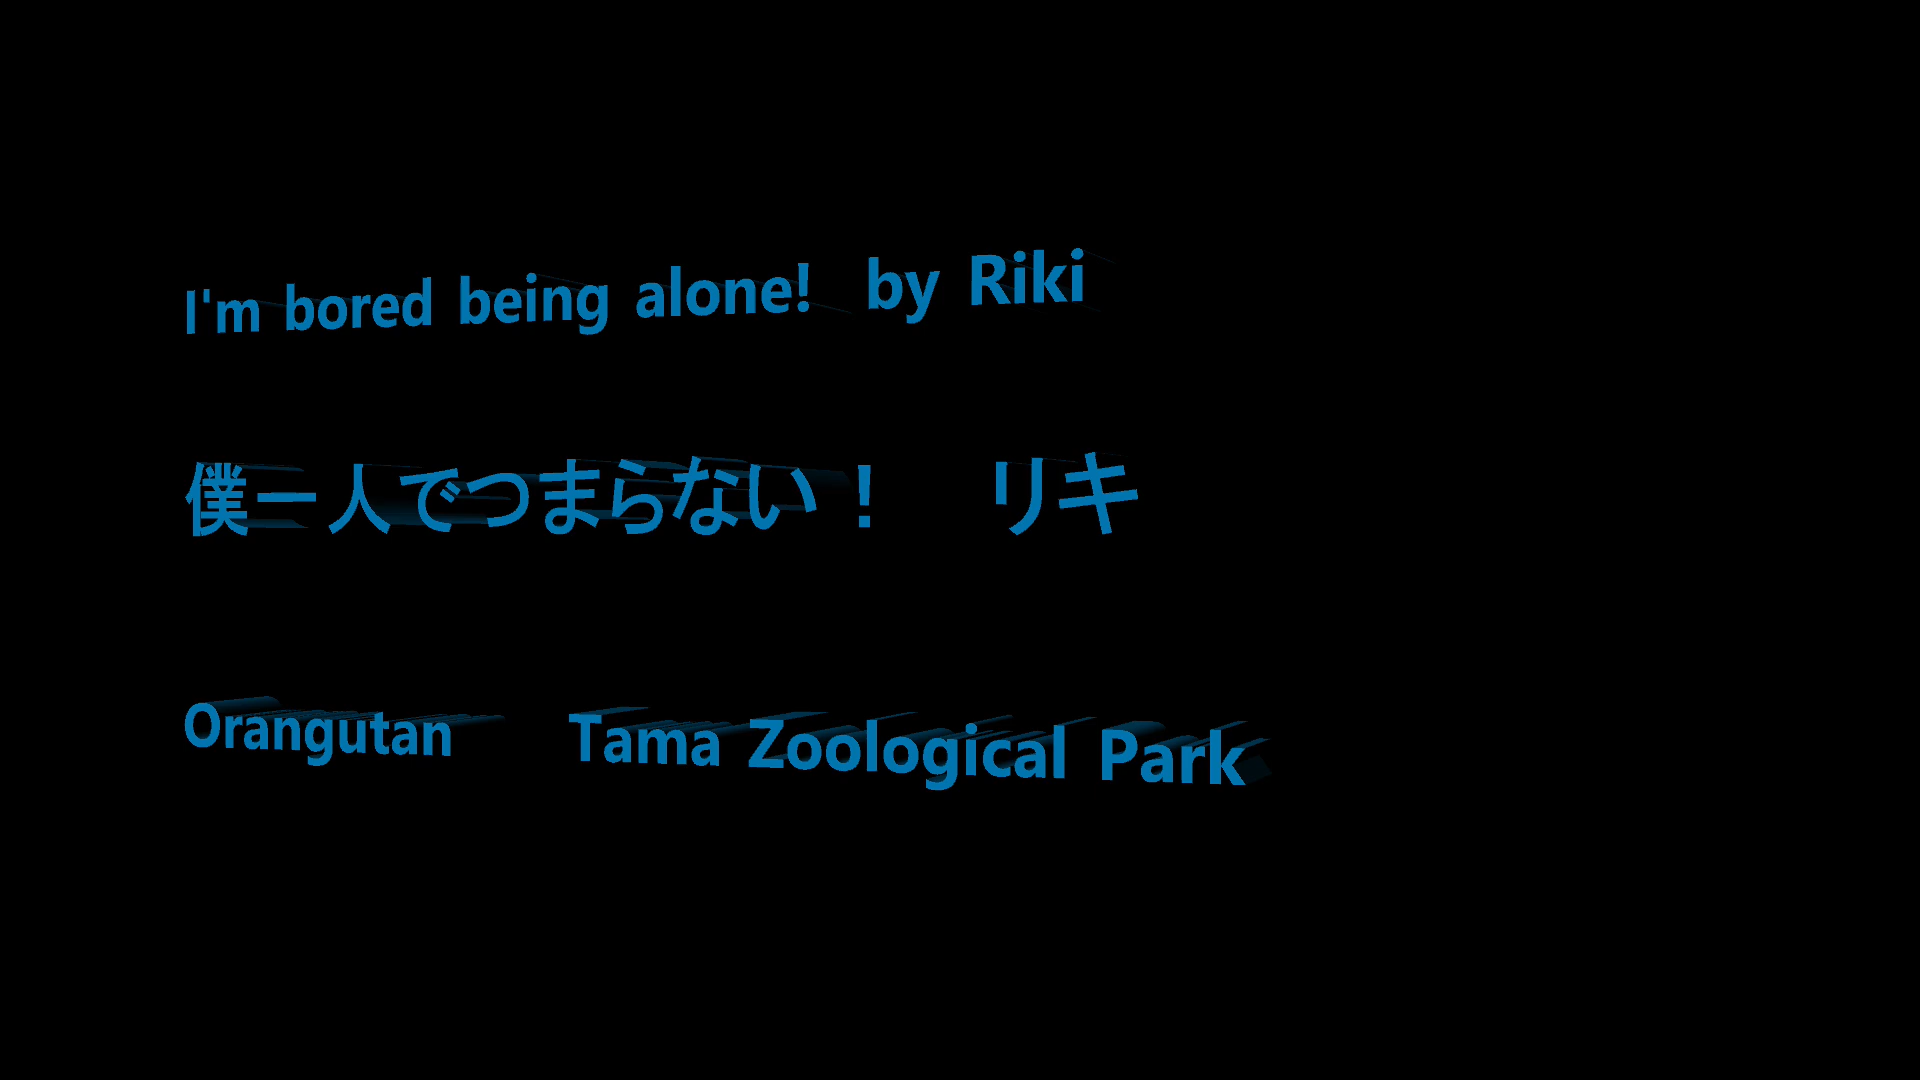 I'm bored being alone!　by Riki
僕一人でつまらない！　リキ
Orangutan　Tama Zoological Park